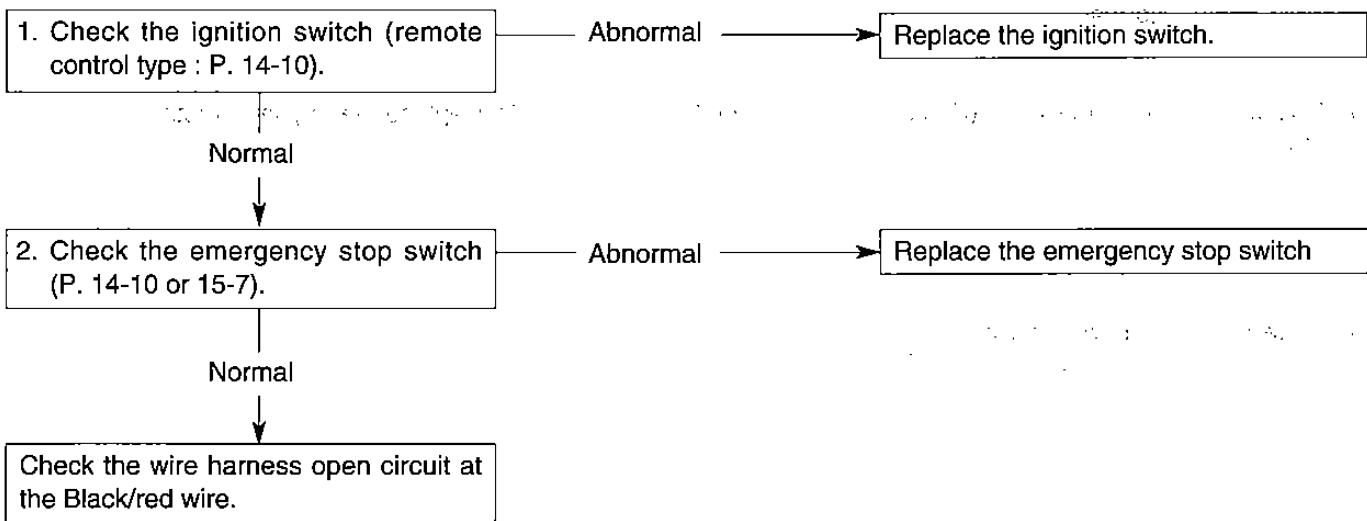 1. Check the ignition switch (remote
control type : P. 14-10).
Abnormal
Replace the ignition switch.
Normal
2. Check the emergency stop switch
(P. 14-10 or 15-7).
Abnormal
Replace the emergency stop switch
Normal
Check the wire harness open circuit at
the Black/red wire.